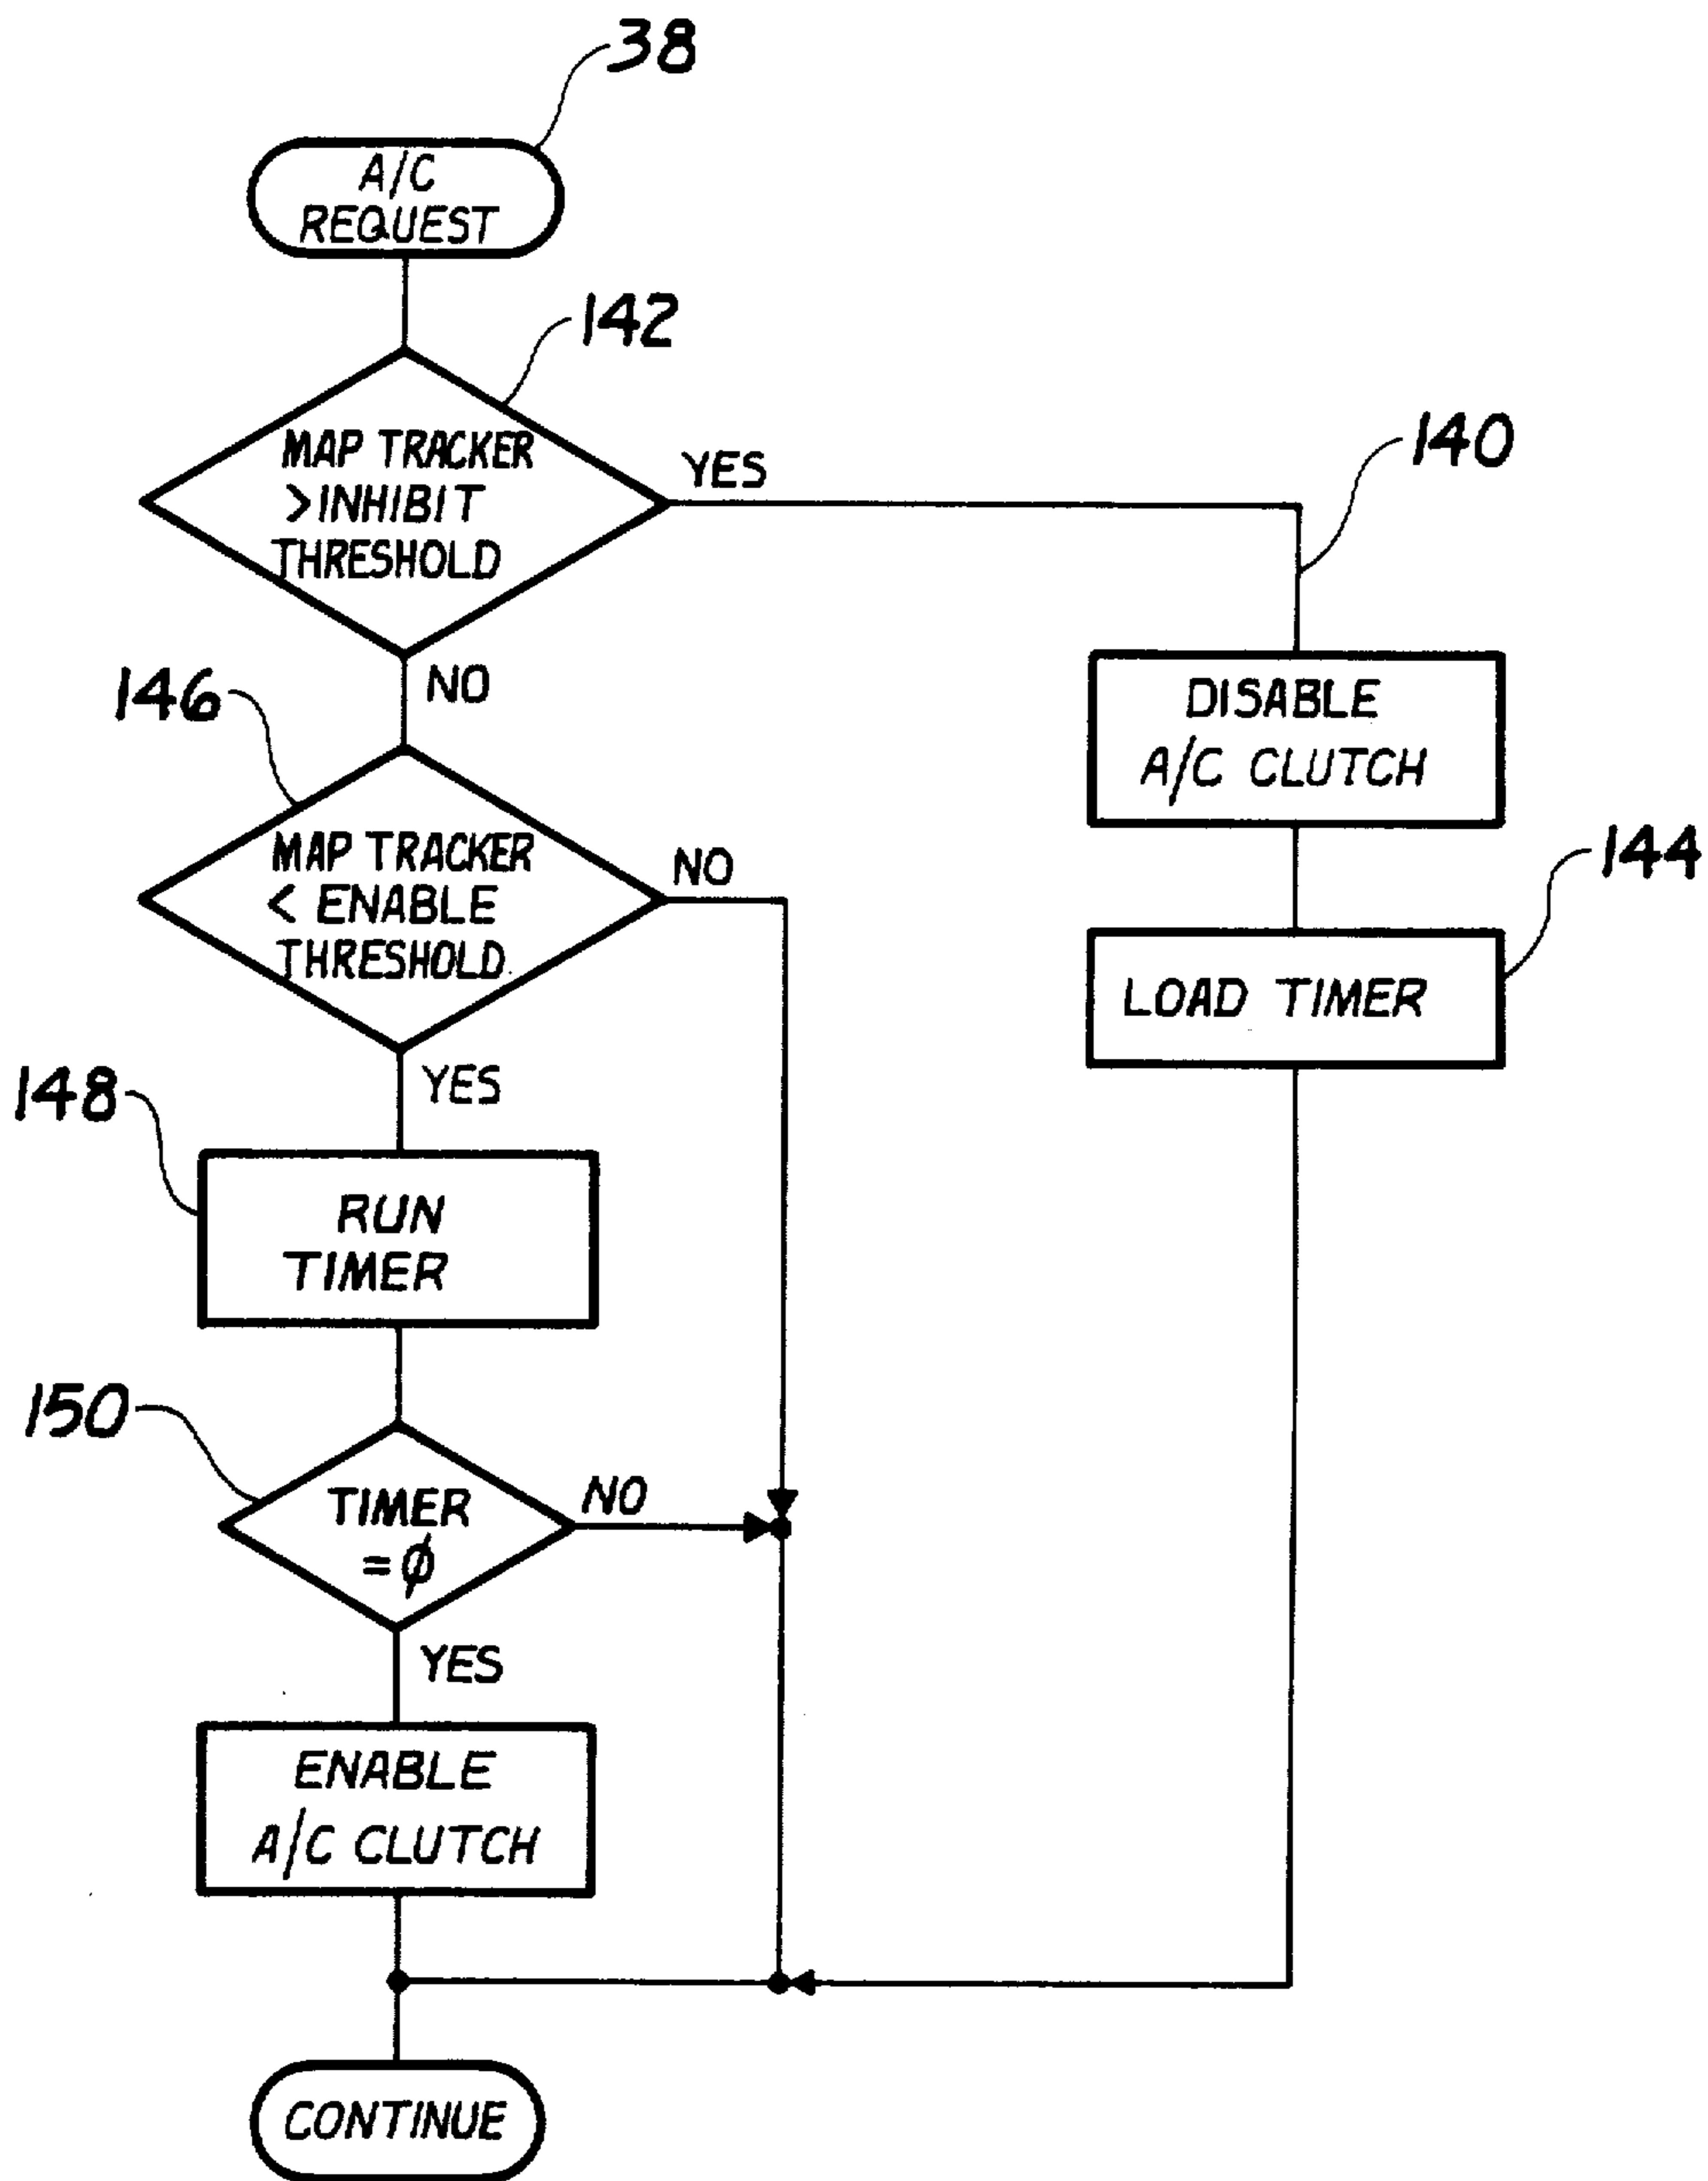 38
A/C
REQUEST
142
MAP TRACKER
>INHIBIT
THRESHOLD
YES
140
NO
146
DISABLE
A/C CLUTCH
MAP TRACKER
< ENABLE
THRESHOLD
NO
144
LOAD TIMER
YES
148
RUN
TIMER
150
TIMER
=ϕ
NO
YES
ENABLE
A/C CLUTCH
CONTINUE